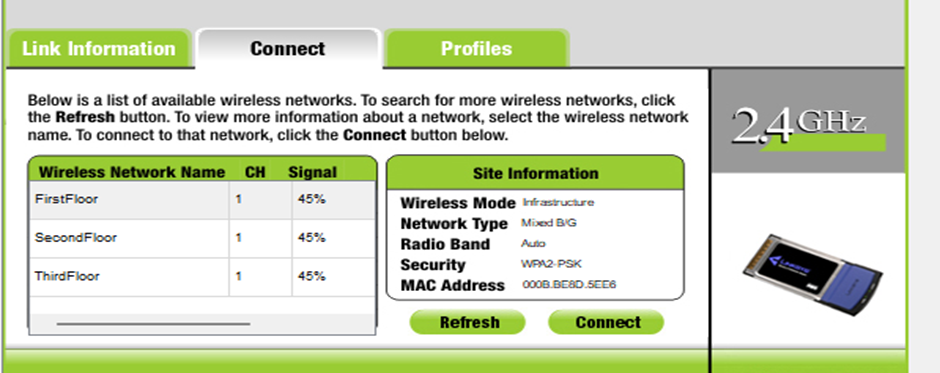 Link Information
Connect
Profiles
Below is a list of available wireless networks. To search for more wireless networks, click
the Refresh button. To view more information about a network, select the wireless network
name. To connect to that network, click the Connect button below.
2.4GHz
Wireless Network Name CH Signal
FirstFloor 1 45%
SecondFloor 1 45%
ThirdFloor 1 45%
Site Information
Wireless Mode Infrastructure
Network Type Mixed B/G
Radio Band Auto
Security WPA2-PSK
MAC Address 000B.BE8D.5EE6
Refresh
Connect
LINKSYS